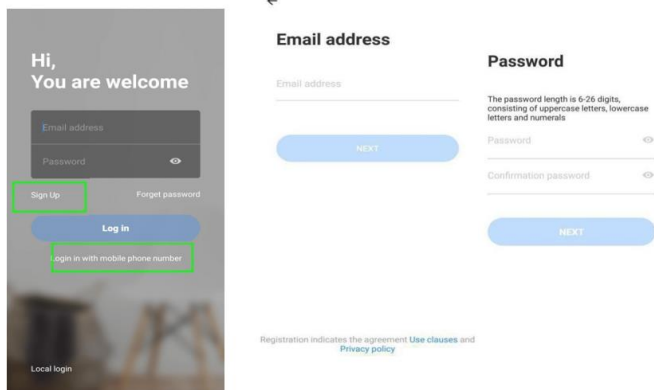 Hi,
You are welcome
Email address
Password
Sign Up
Forget password
Log in
Login in with mobile phone number
Local login
Email address
Email address
NEXT
Registration indicates the agreement Use clauses and
Privacy policy
Password
The password length is 6-26 digits,
consisting of uppercase letters, lowercase
letters and numerals
Password
Confirmation password
NEXT